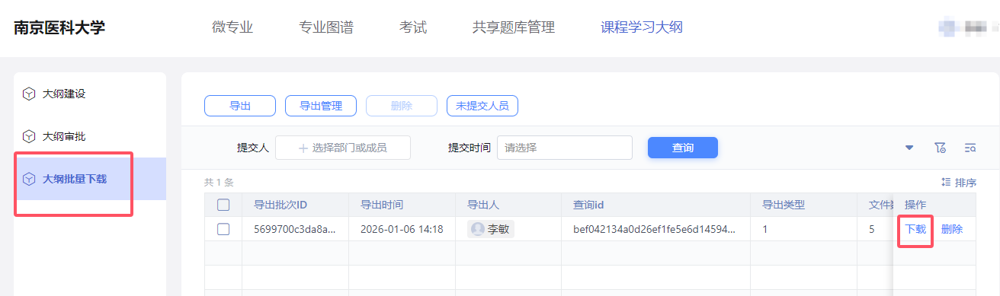 南京医科大学 微专业 专业图谱 考试 共享题库管理 课程学习大纲
大纲建设
大纲审批
大纲批量下载
导出 导出管理 删除 未提交人员
提交人 选择部门或成员 提交时间 请选择 查询
共 1 条 排序
导出批次ID 导出时间 导出人 查询id 导出类型 文件 操作
5699700c3da8a... 2026-01-06 14:18 李敏 bef042134a0d26ef1fe5e6d14594... 1 5 下载 删除